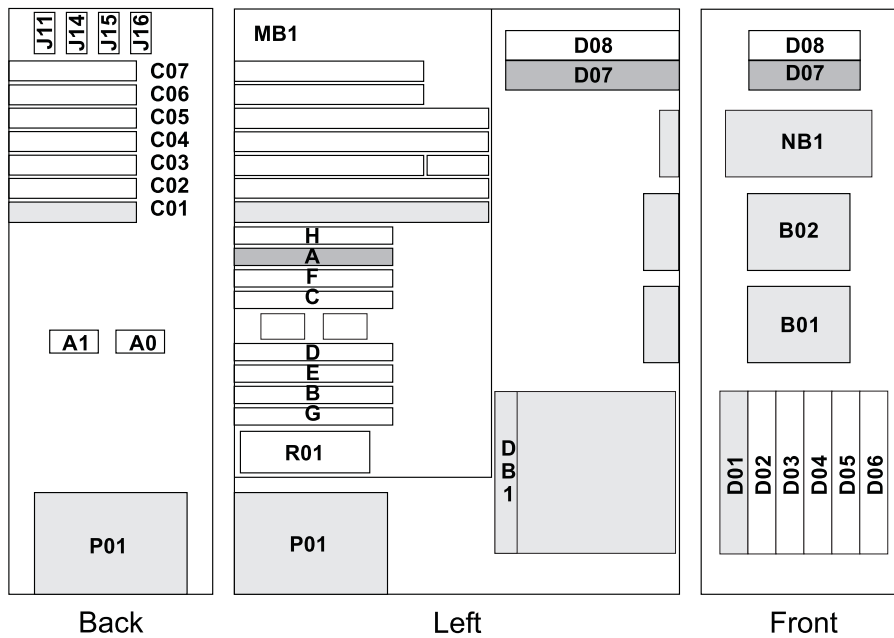 J11
J14
J15
J16
C07
C06
C05
C04
C03
C02
C01
A1
A0
P01
Back
MB1
D08
D07
H
A
F
C
D
E
B
G
R01
DB1
P01
Left
D08
D07
NB1
B02
B01
D01
D02
D03
D04
D05
D06
Front